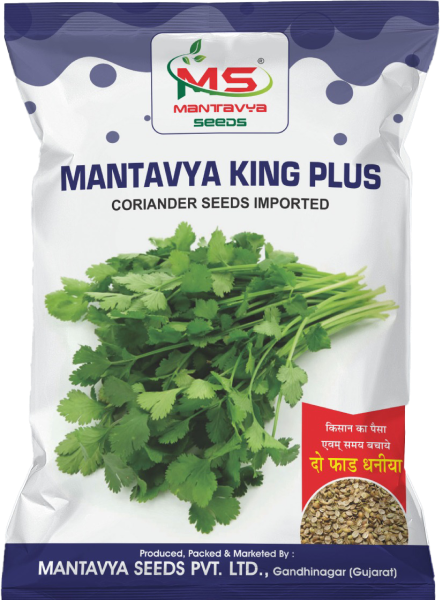 MS®
MANTAVYA
SEEDS
MANTAVYA KING PLUS
CORIANDER SEEDS IMPORTED
किसान का पैसा
एवम् समय बचाये
दो फाड धनीया
Produced, Packed & Marketed By :
MANTAVYA SEEDS PVT. LTD., Gandhinagar (Gujarat)